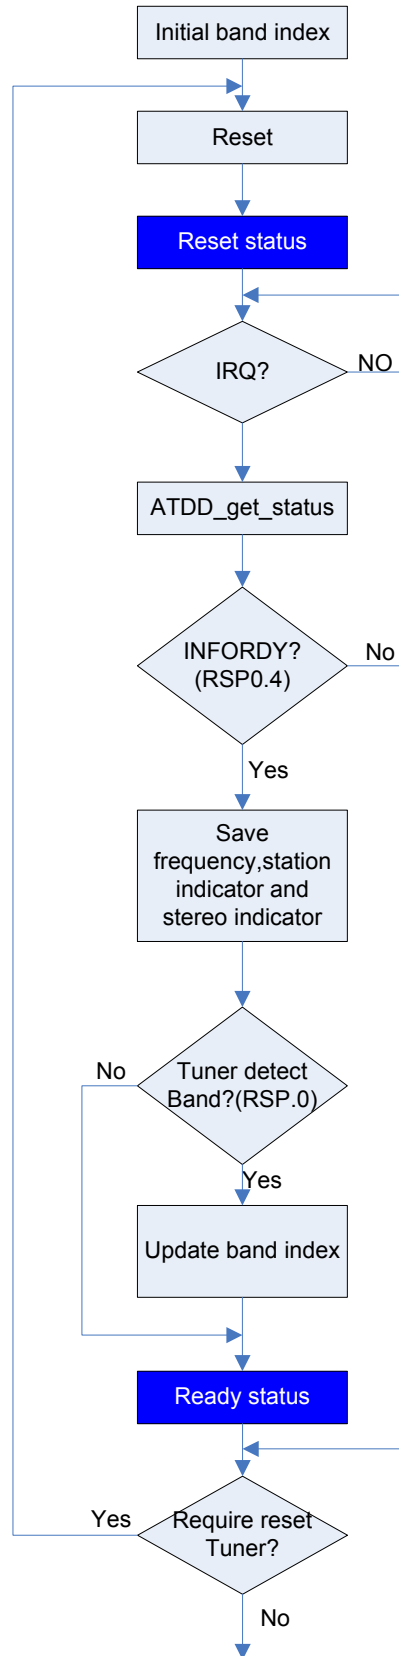 Initial band index
Reset
Reset status
IRQ?
NO
ATDD_get_status
INFORDY?
(RSP0.4)
No
Yes
Save
frequency,station
indicator and
stereo indicator
No
Tuner detect
Band?(RSP.0)
Yes
Update band index
Ready status
Yes
Require reset
Tuner?
No